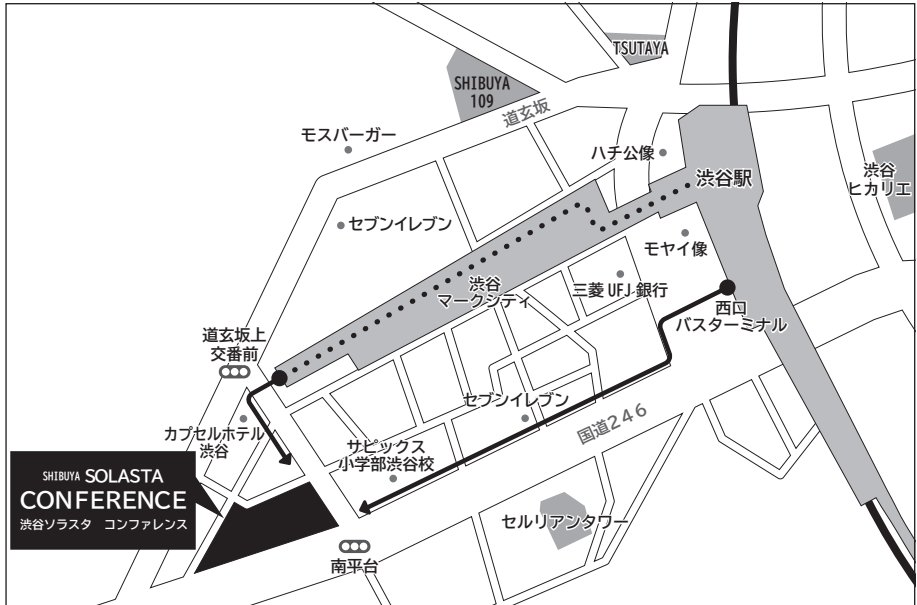 TSUTAYA
SHIBUYA
109
道玄坂
モスバーガー
ハチ公像
渋谷駅
渋谷
ヒカリエ
セブンイレブン
モヤイ像
渋谷
マークシティ
三菱UFJ銀行
西口
バスターミナル
道玄坂上
交番前
セブンイレブン
国道246
カプセルホテル
渋谷
サピックス
小学部渋谷校
SHIBUYA SOLASTA
CONFERENCE
渋谷ソラスタ コンファレンス
セルリアンタワー
南平台